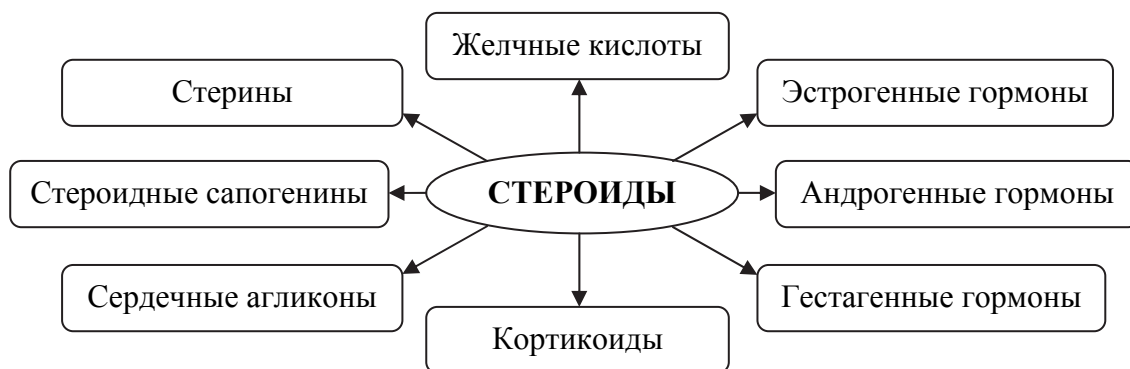 Желчные кислоты
Стерины
Эстрогенные гормоны
Стероидные сапогенины
СТЕРОИДЫ
Андрогенные гормоны
Сердечные агликоны
Гестагенные гормоны
Кортикоиды